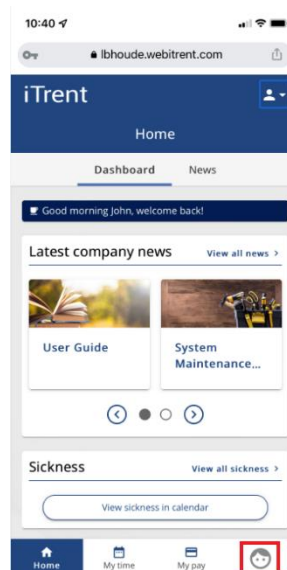 10:40
lbhoude.webitrent.com
iTrent
Home
Dashboard News
Good morning John, welcome back!
Latest company news View all news >
User Guide
System
Maintenance...
Sickness View all sickness >
View sickness in calendar
Home My time My pay